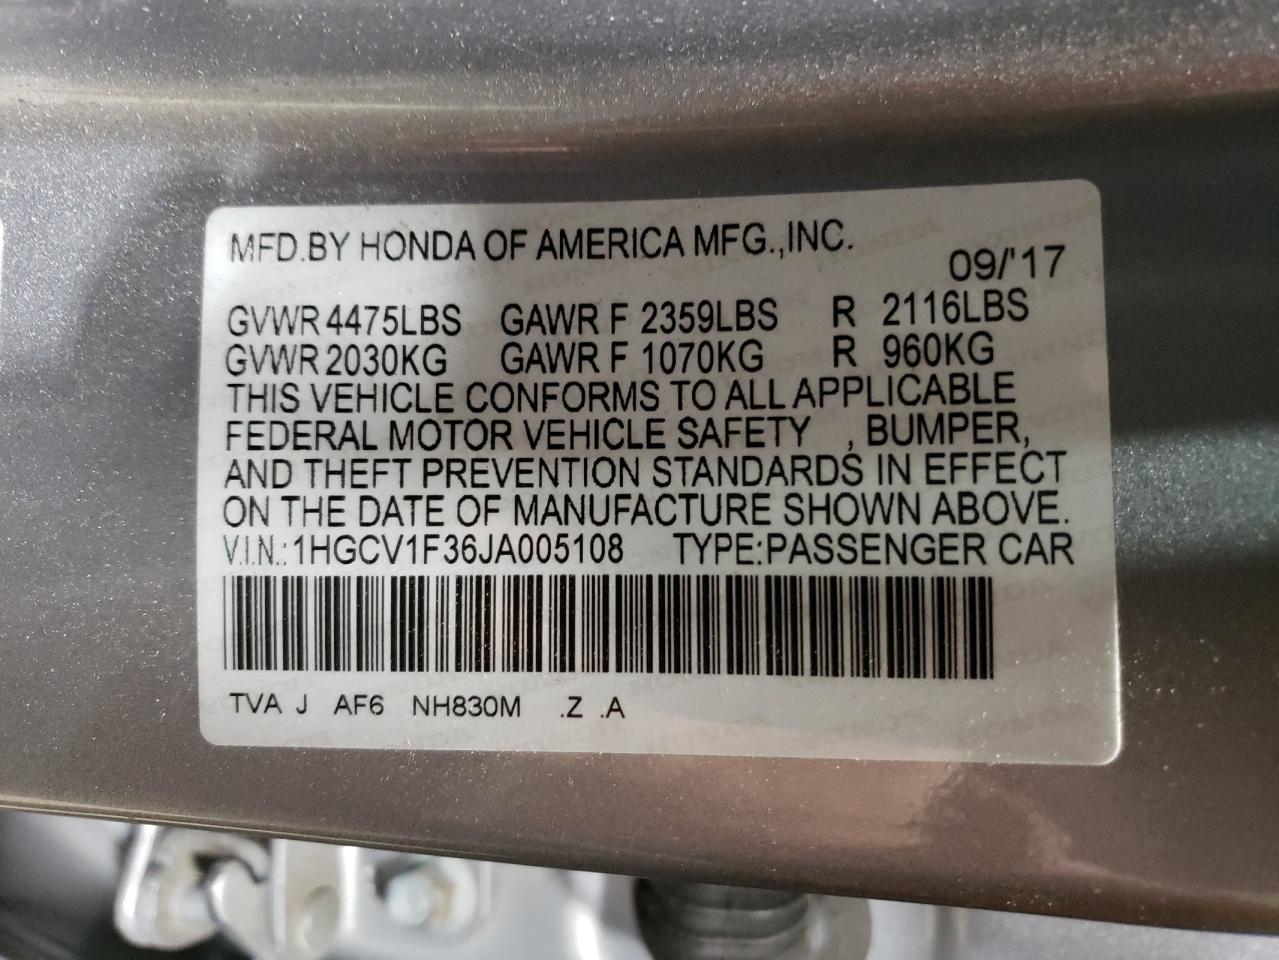 MFD.BY HONDA OF AMERICA MFG.,INC.
09/'17
GVWR 4475LBS GAWR F 2359LBS R 2116LBS
GVWR 2030KG GAWR F 1070KG R 960KG
THIS VEHICLE CONFORMS TO ALL APPLICABLE
FEDERAL MOTOR VEHICLE SAFETY , BUMPER,
AND THEFT PREVENTION STANDARDS IN EFFECT
ON THE DATE OF MANUFACTURE SHOWN ABOVE.
V.I.N.: 1HGCV1F36JA005108 TYPE:PASSENGER CAR
TVA J AF6 NH830M .Z .A